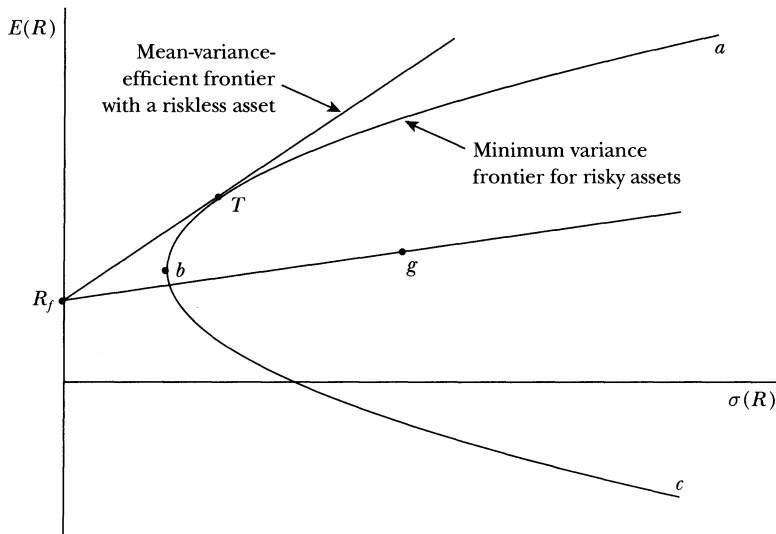 E(R)
Mean-variance-
efficient frontier
with a riskless asset
a
Minimum variance
frontier for risky assets
T
b
g
R_f
σ(R)
c